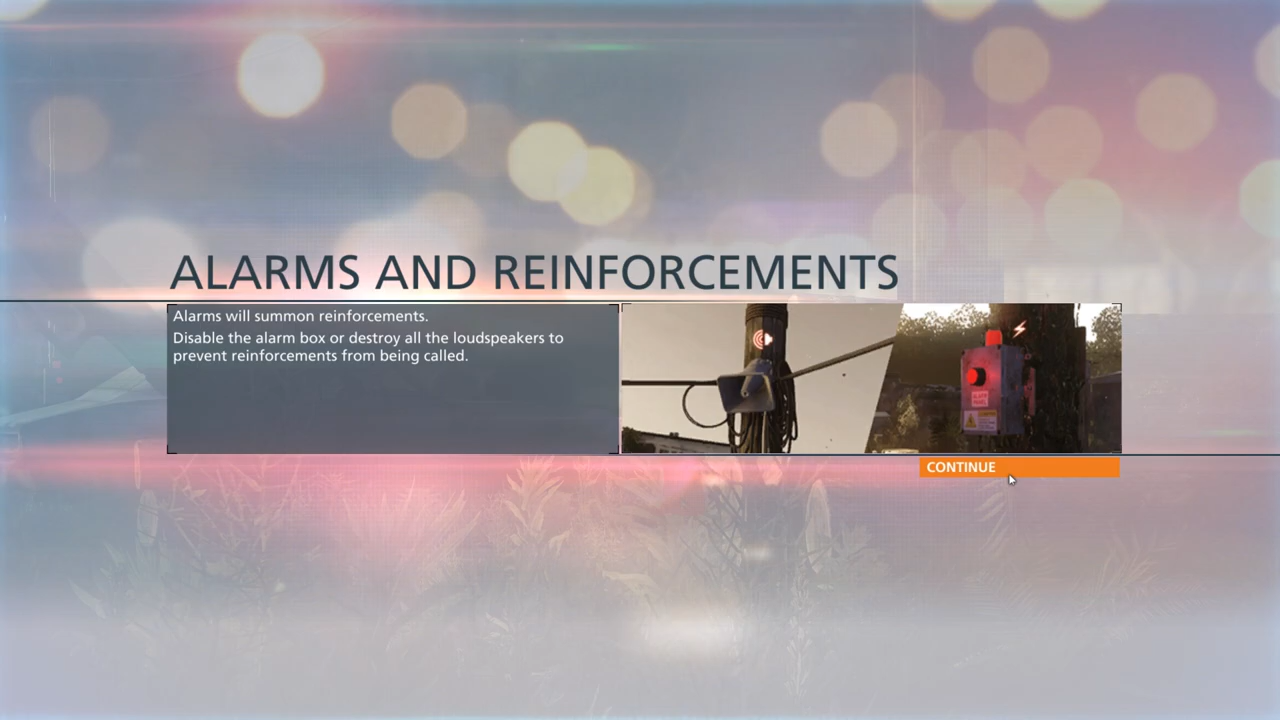 ALARMS AND REINFORCEMENTS
Alarms will summon reinforcements.
Disable the alarm box or destroy all the loudspeakers to
prevent reinforcements from being called.
CONTINUE